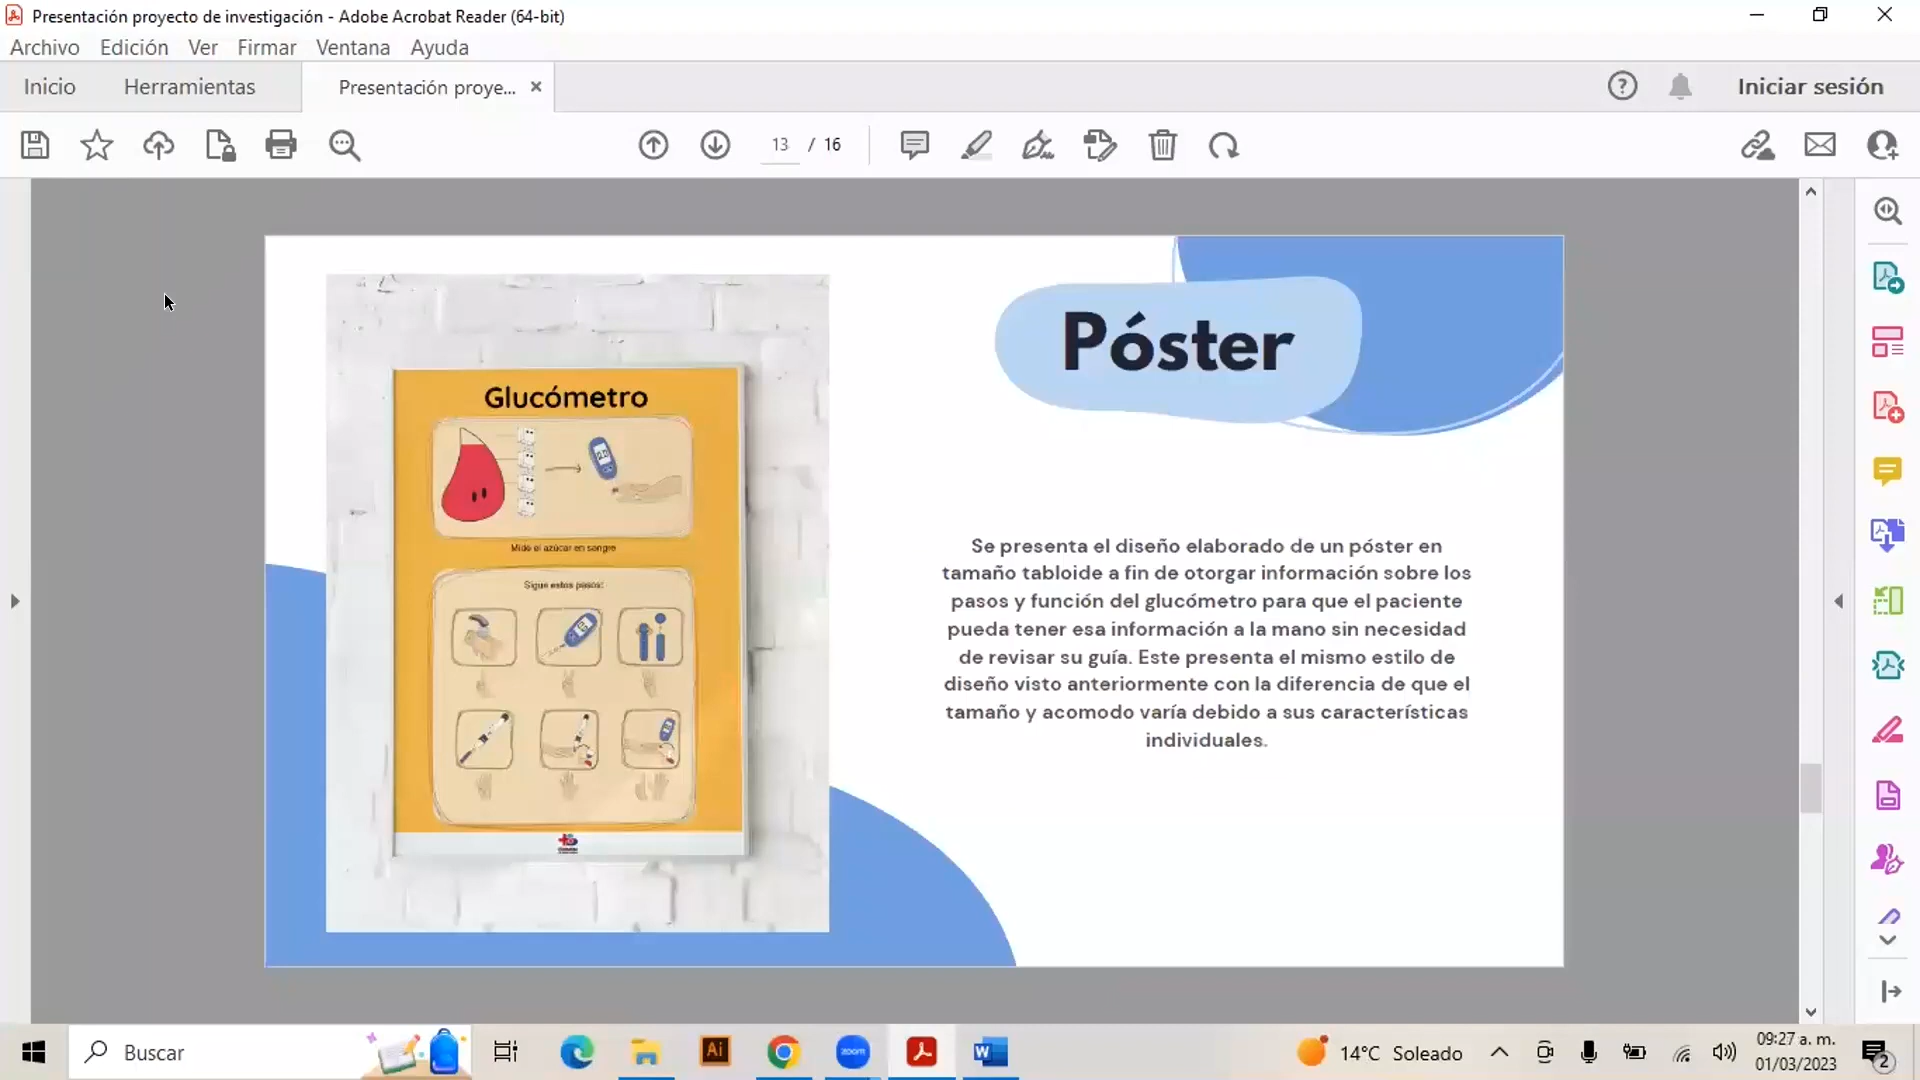 Presentación proyecto de investigación - Adobe Acrobat Reader (64-bit)
Archivo Edición Ver Firmar Ventana Ayuda
Inicio Herramientas Presentación proye... Iniciar sesión
13 / 16
Póster
Glucómetro
Mide el azúcar en sangre
Sigue estos pasos:
Se presenta el diseño elaborado de un póster en
tamaño tabloide a fin de otorgar información sobre los
pasos y función del glucómetro para que el paciente
pueda tener esa información a la mano sin necesidad
de revisar su guía. Este presenta el mismo estilo de
diseño visto anteriormente con la diferencia de que el
tamaño y acomodo varía debido a sus características
individuales.
Buscar
Ai
zoom
14°C Soleado
09:27 a. m.
01/03/2023
2